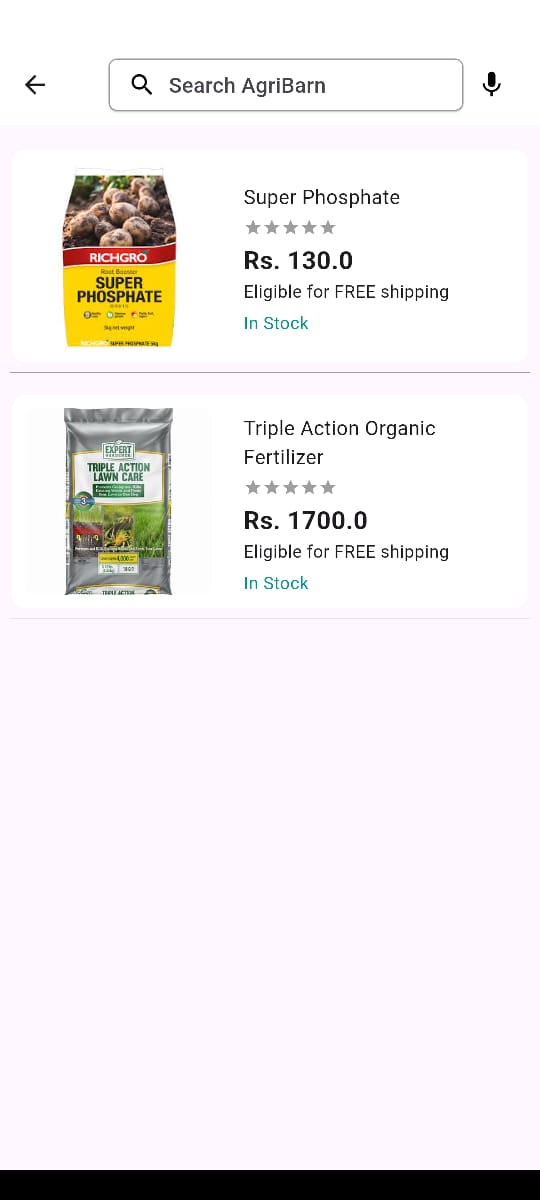 Search AgriBarn
RICHGRO
Root Booster
SUPER
PHOSPHATE
5kg net weight
RICHGRO SUPER PHOSPHATE 5kg
Super Phosphate
Rs. 130.0
Eligible for FREE shipping
In Stock
EXPERT
GARDENER
TRIPLE ACTION
LAWN CARE
3
TRIPLE ACTION
Triple Action Organic
Fertilizer
Rs. 1700.0
Eligible for FREE shipping
In Stock